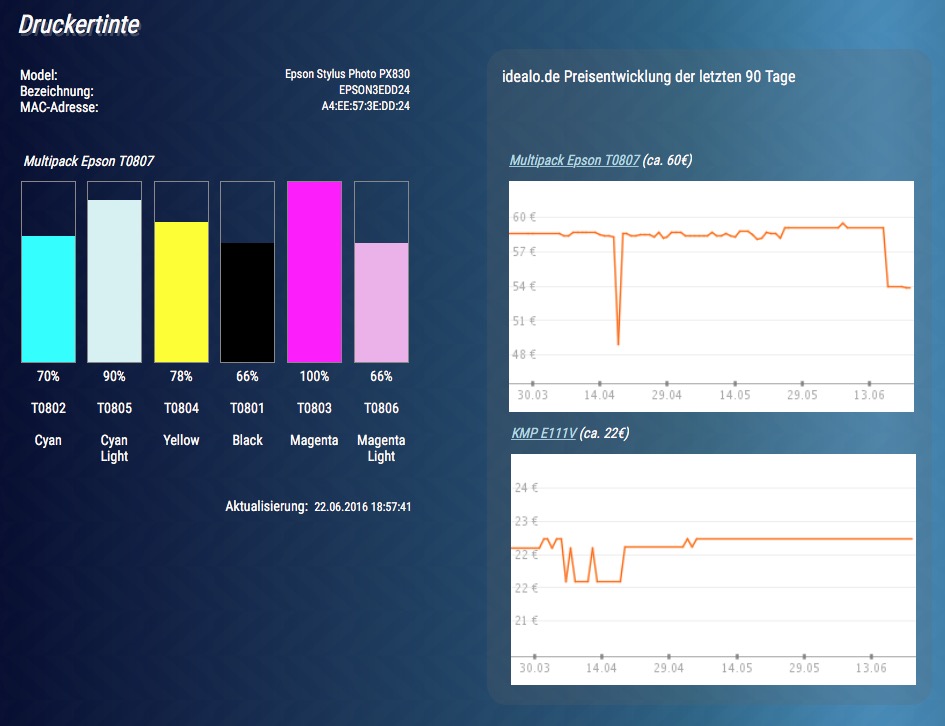 Druckertinte
Model: Epson Stylus Photo PX830
Bezeichnung: EPSON3EDD24
MAC-Adresse: A4:EE:57:3E:DD:24
Multipack Epson T0807
70% 90% 78% 66% 100% 66%
T0802 T0805 T0804 T0801 T0803 T0806
Cyan Cyan Yellow Black Magenta Magenta
Light Light
Aktualisierung: 22.06.2016 18:57:41
idealo.de Preisentwicklung der letzten 90 Tage
Multipack Epson T0807 (ca. 60€)
60 €
57 €
54 €
51 €
48 €
30.03 14.04 29.04 14.05 29.05 13.06
KMP E111V (ca. 22€)
24 €
23 €
22 €
22 €
21 €
30.03 14.04 29.04 14.05 29.05 13.06